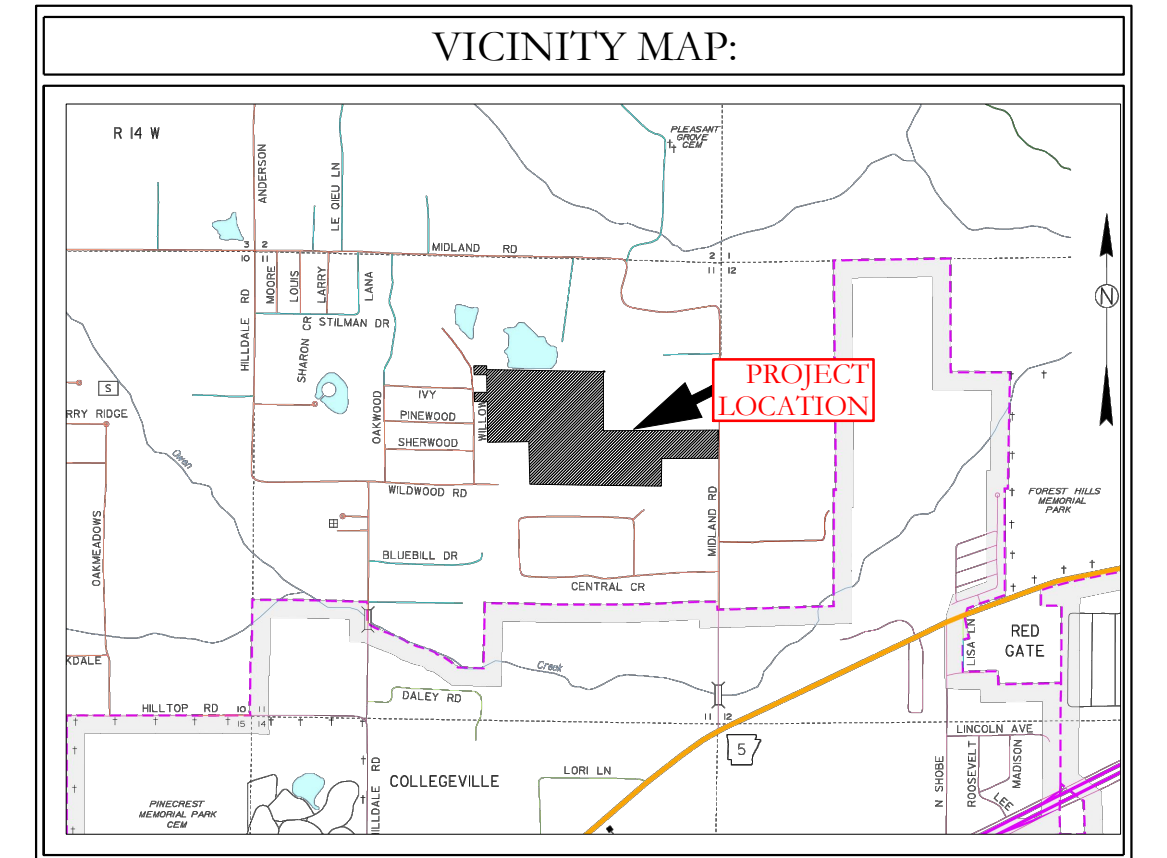 VICINITY MAP:
R 14 W
ANDERSON
LE QIEU LN
PLEASANT
GROVE
CEM
3 2
10 11
MIDLAND RD
2 1
11 12
HILLDALE RD
MOORE
LOUIS
LARRY
LANA
STILMAN DR
SHARON CR
N
S
RRY RIDGE
OAKWOOD
IVY
PINEWOOD
SHERWOOD
WILLOW
PROJECT
LOCATION
Owen
WILDWOOD RD
MIDLAND RD
FOREST HILLS
MEMORIAL
PARK
OAKMEADOWS
BLUEBILL DR
CENTRAL CR
KDALE
Creek
LISA LN
RED
GATE
DALEY RD
HILLTOP RD
10 11
15 14
11 12
5
LINCOLN AVE
HILLDALE RD
COLLEGEVILLE
LORI LN
N SHOBE
ROOSEVELT
MADISON
LEE
PINECREST
MEMORIAL PARK
CEM